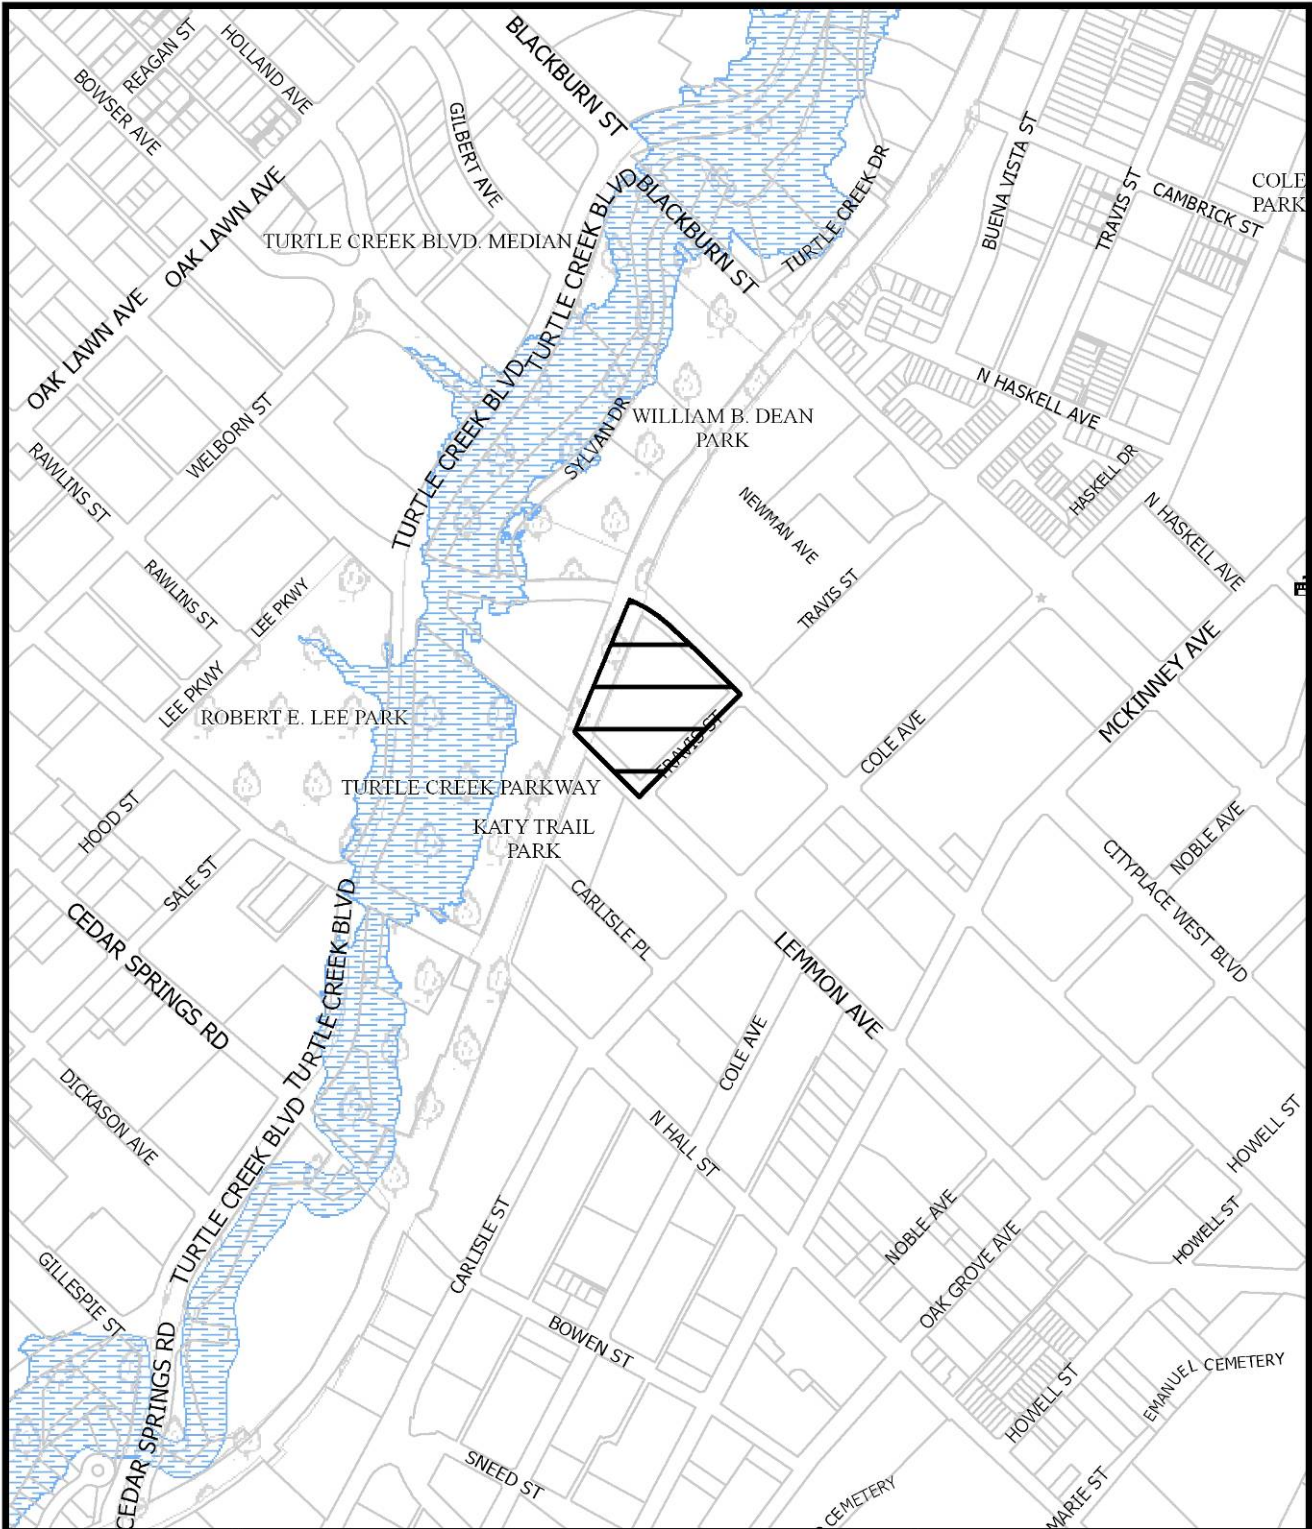 BLACKBURN ST
REAGAN ST
HOLLAND AVE
BOWSER AVE
GILBERT AVE
BUENA VISTA ST
TRAVIS ST
CAMBRICK ST
COLE
PARK
TURTLE CREEK DR
BLACKBURN ST
OAK LAWN AVE
TURTLE CREEK BLVD. MEDIAN
TURTLE CREEK BLVD
OAK LAWN AVE
N HASKELL AVE
WILLIAM B. DEAN
PARK
SYLVAN DR
TURTLE CREEK BLVD
WELBORN ST
RAWLINS ST
HASKELL DR
N HASKELL AVE
NEWMAN AVE
TRAVIS ST
RAWLINS ST
LEE PKWY
LEE PKWY
MCKINNEY AVE
ROBERT E. LEE PARK
TRAVIS ST
COLE AVE
TURTLE CREEK PARKWAY
HOOD ST
KATY TRAIL
PARK
NOBLE AVE
SALE ST
CITYPLACE WEST BLVD
CARLISLE PL
CEDAR SPRINGS RD
TURTLE CREEK BLVD
LEMMON AVE
COLE AVE
DICKASON AVE
TURTLE CREEK BLVD
N HALL ST
HOWELL ST
CARLISLE ST
NOBLE AVE
OAK GROVE AVE
HOWELL ST
GILLESPIE ST
BOWEN ST
EMANUEL CEMETERY
HOWELL ST
CEDAR SPRINGS RD
SNEED ST
CEMETERY
MARIE ST